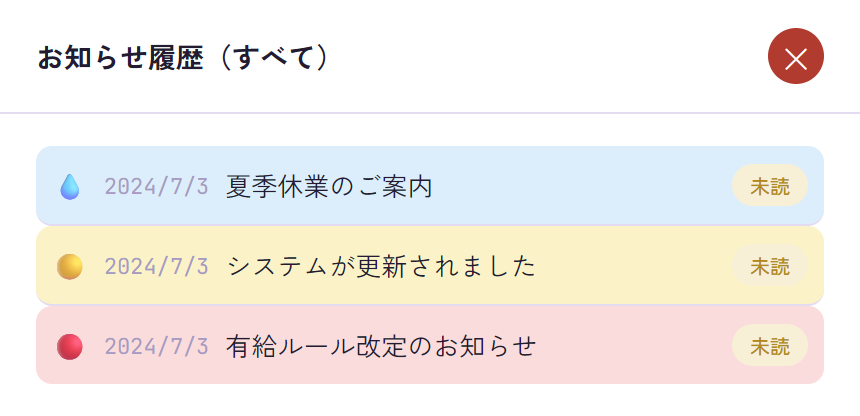 お知らせ履歴（すべて）
2024/7/3 夏季休業のご案内 未読
2024/7/3 システムが更新されました 未読
2024/7/3 有給ルール改定のお知らせ 未読